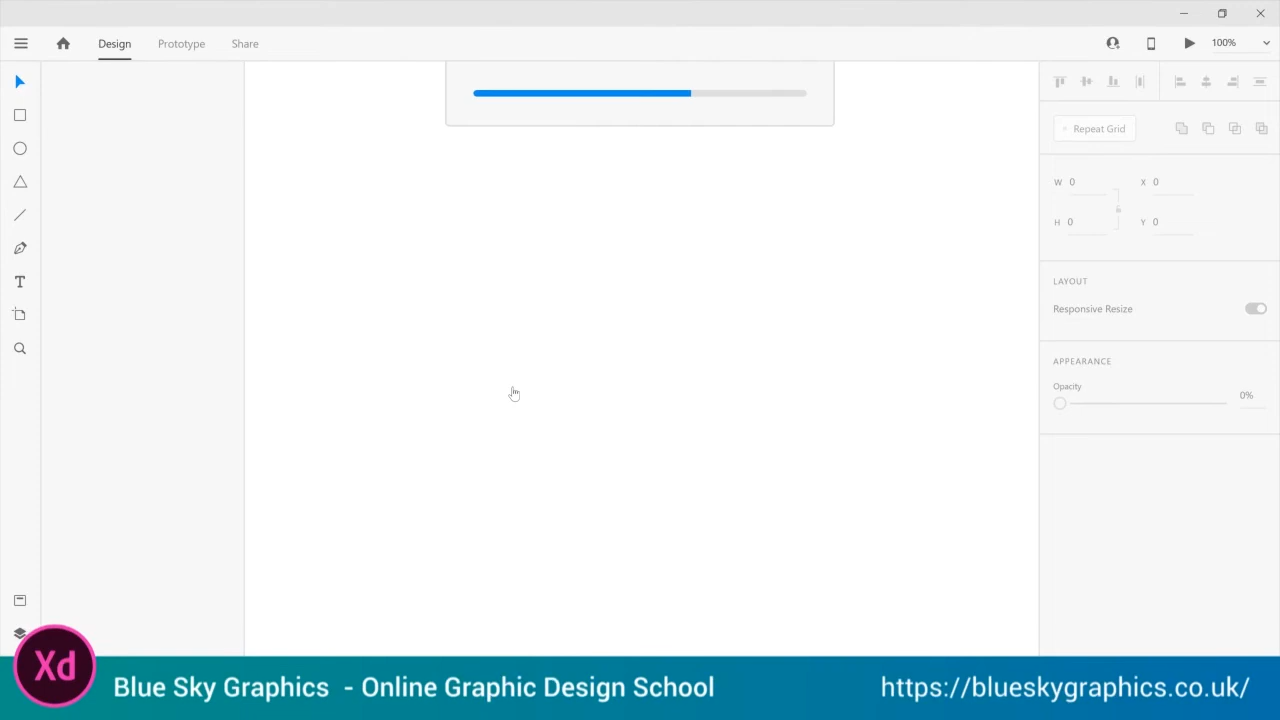 Design Prototype Share 100%
Repeat Grid
W 0 X 0
H 0 Y 0
LAYOUT
Responsive Resize
APPEARANCE
Opacity
0%
Xd
Blue Sky Graphics - Online Graphic Design School https://blueskygraphics.co.uk/